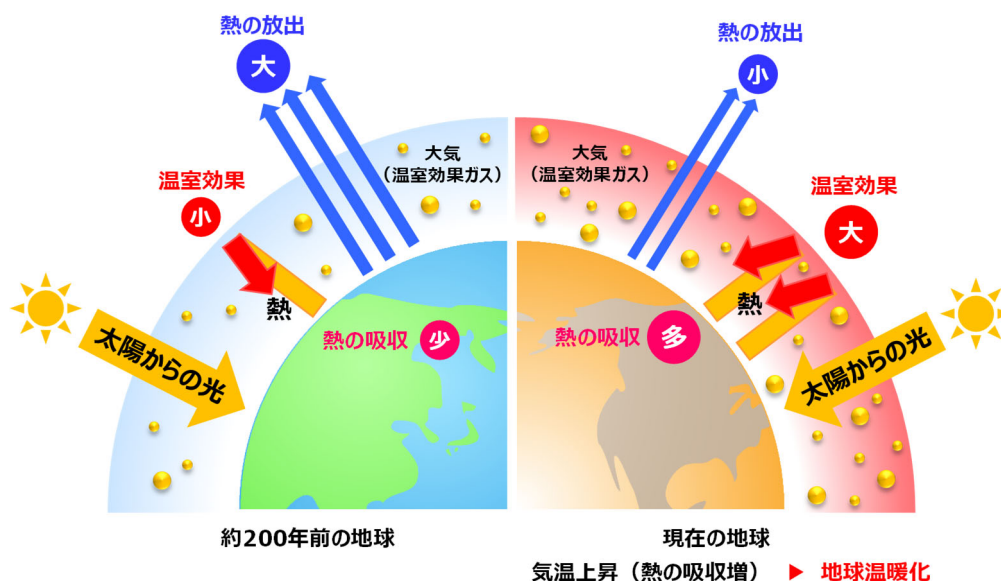 熱の放出
大
温室効果
小
大気
(温室効果ガス)
熱
太陽からの光
熱の吸収 少
約200年前の地球
熱の放出
小
大気
(温室効果ガス)
温室効果
大
熱
熱の吸収 多
太陽からの光
現在の地球
気温上昇(熱の吸収増) ▶ 地球温暖化